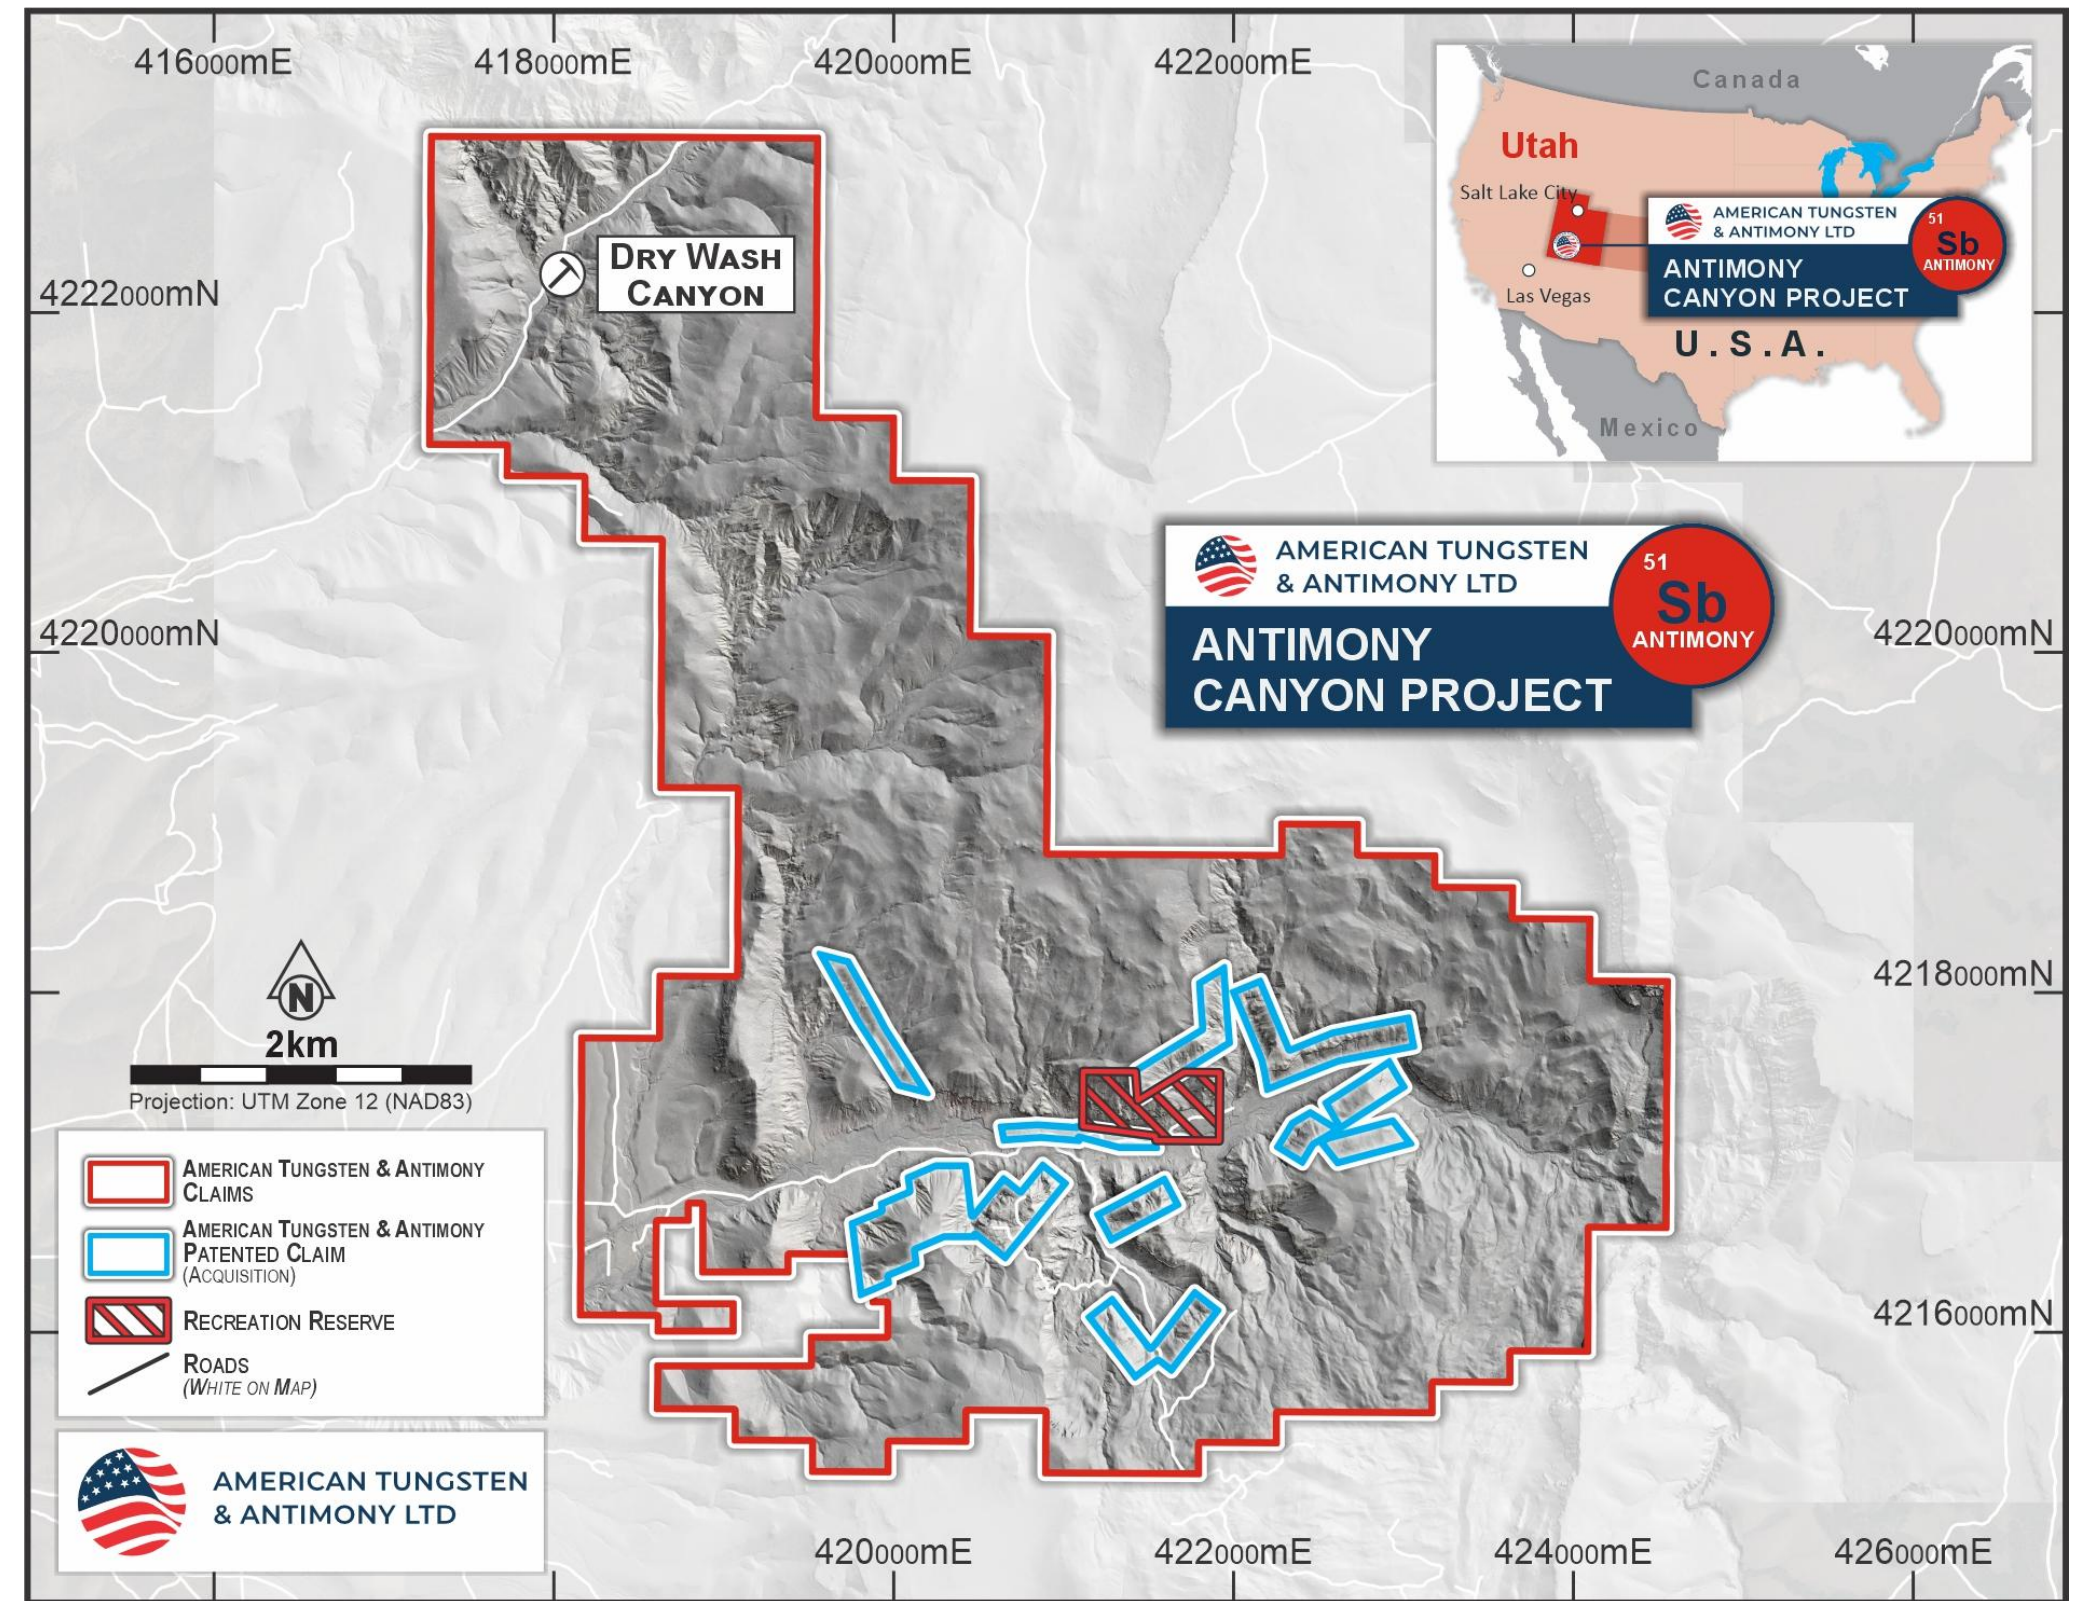 416000mE
418000mE
420000mE
422000mE
Canada
Utah
Salt Lake City
AMERICAN TUNGSTEN
& ANTIMONY LTD
51
Sb
ANTIMONY
ANTIMONY
CANYON PROJECT
Las Vegas
U.S.A.
Mexico
DRY WASH
CANYON
4222000mN
AMERICAN TUNGSTEN
& ANTIMONY LTD
51
Sb
ANTIMONY
ANTIMONY
CANYON PROJECT
4220000mN
4220000mN
4218000mN
N
2km
Projection: UTM Zone 12 (NAD83)
AMERICAN TUNGSTEN & ANTIMONY
CLAIMS
AMERICAN TUNGSTEN & ANTIMONY
PATENTED CLAIM
(ACQUISITION)
RECREATION RESERVE
ROADS
(WHITE ON MAP)
4216000mN
AMERICAN TUNGSTEN
& ANTIMONY LTD
420000mE
422000mE
424000mE
426000mE